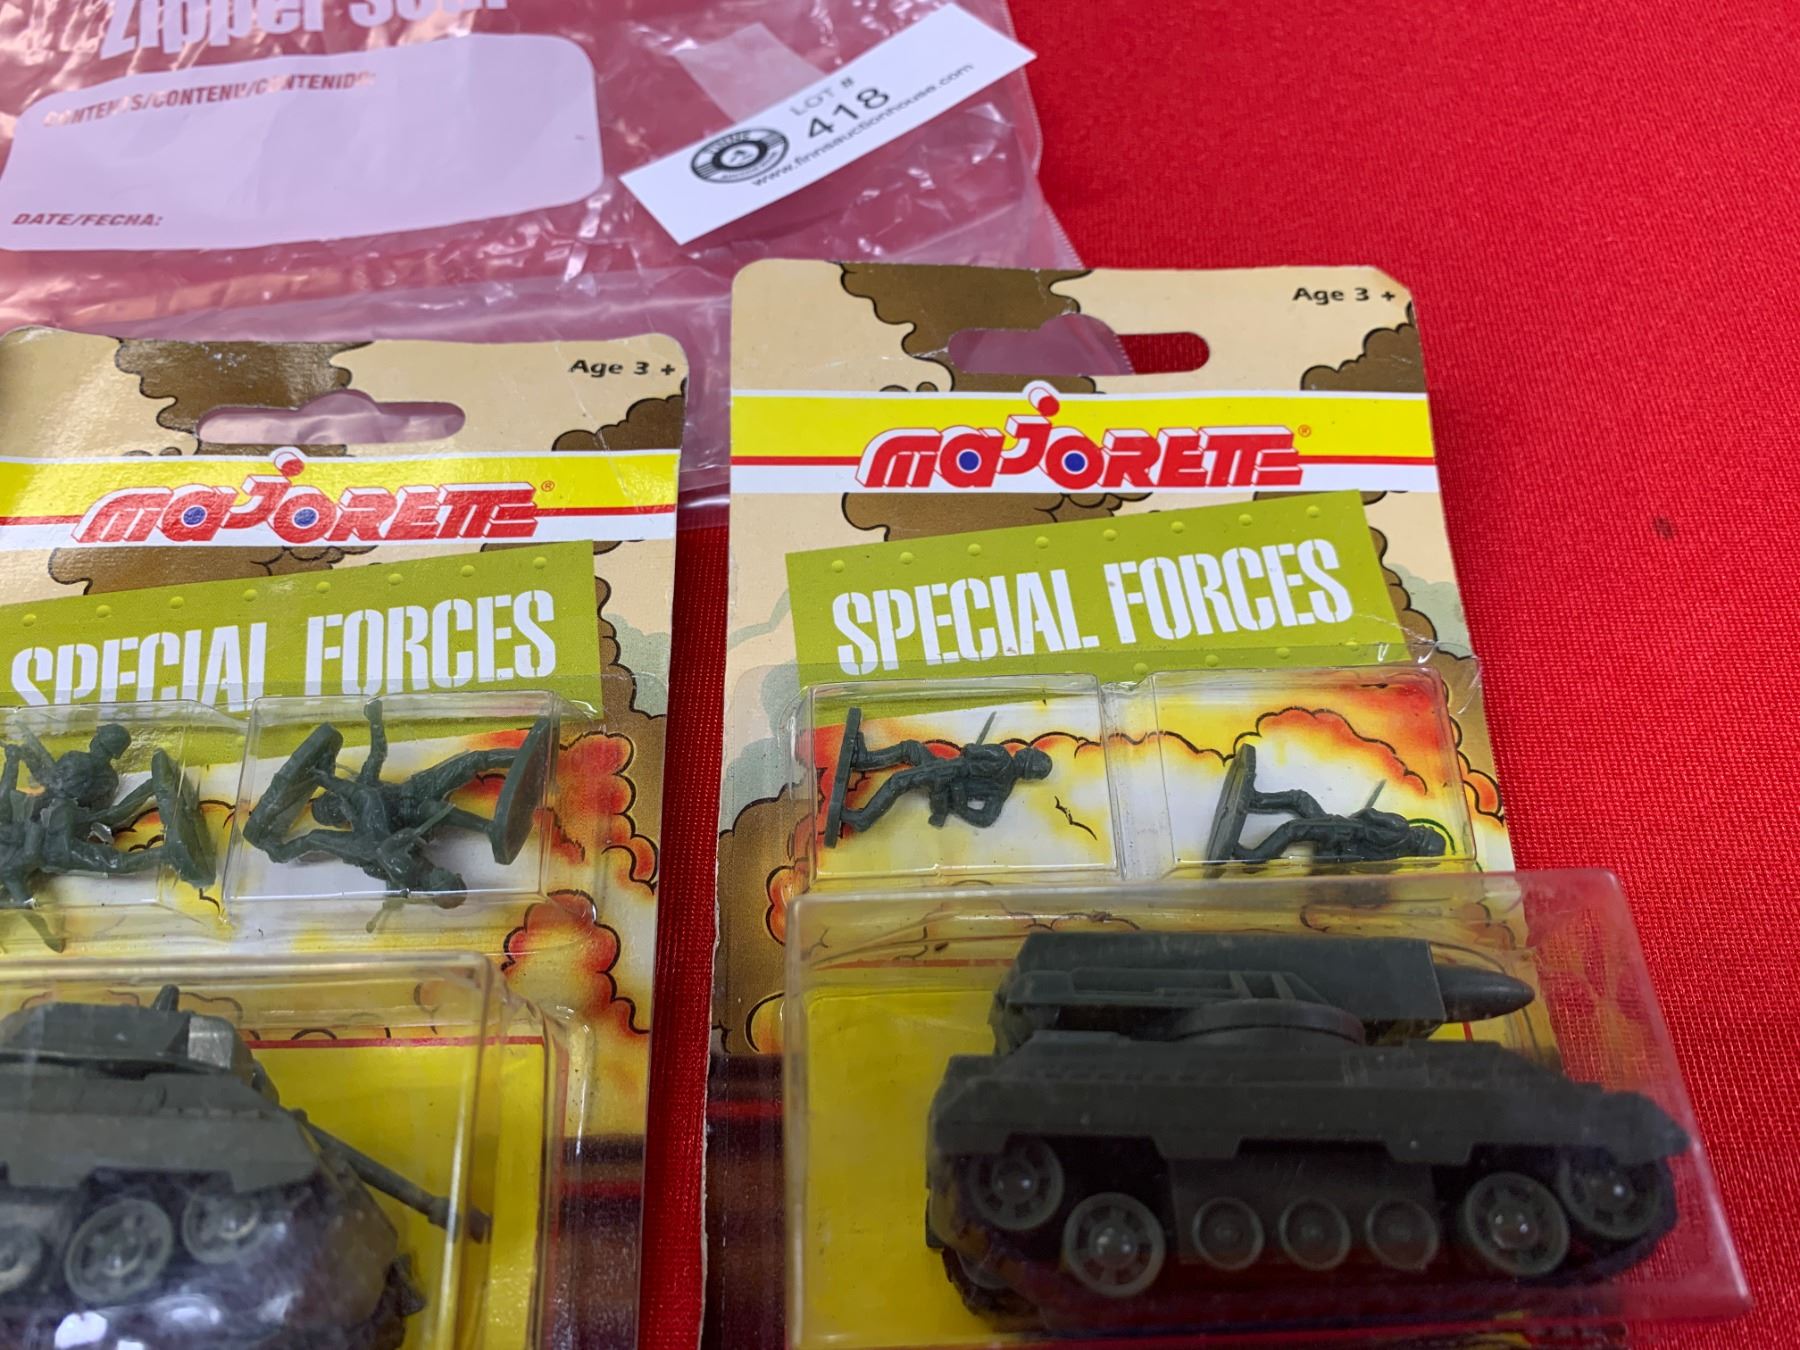 Zipper Seal
CONTENTS/CONTENU/CONTENIDO:
DATE/FECHA:
LOT #
418
www.finnsauctionhouse.com
Age 3 +
MAJORETTE®
SPECIAL FORCES
Age 3 +
MAJORETTE®
SPECIAL FORCES